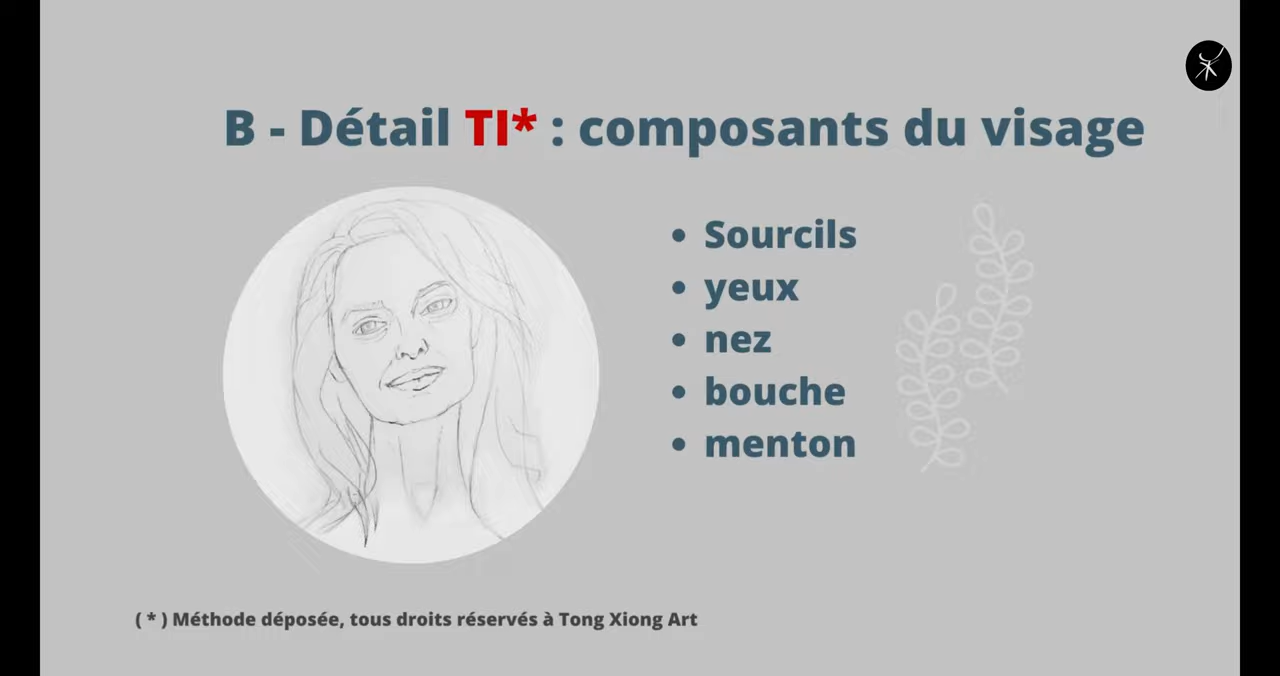 B - Détail TI* : composants du visage
• Sourcils
• yeux
• nez
• bouche
• menton
( * ) Méthode déposée, tous droits réservés à Tong Xiong Art